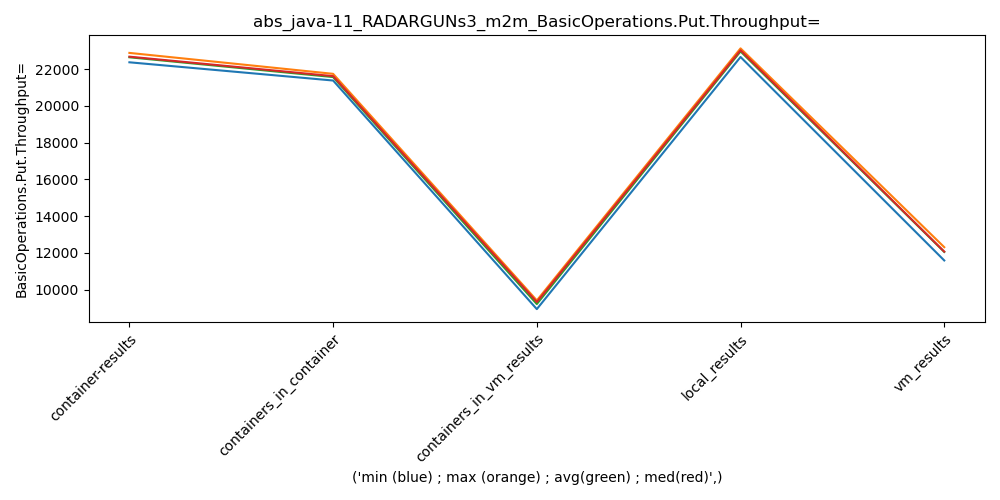 abs_java-11_RADARGUNs3_m2m_BasicOperations.Put.Throughput=
BasicOperations.Put.Throughput=
22000
20000
18000
16000
14000
12000
10000
container-results
containers_in_container
containers_in_vm_results
local_results
vm_results
('min (blue) ; max (orange) ; avg(green) ; med(red)',)